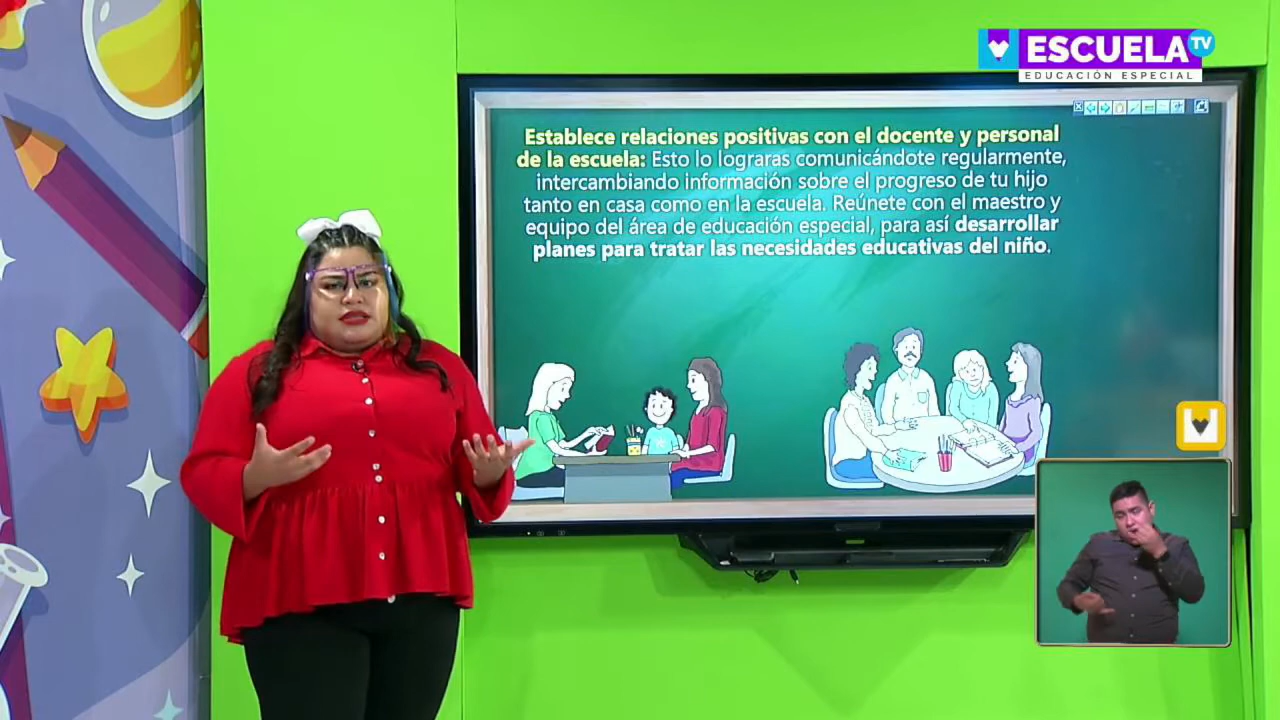 ESCUELA TV
EDUCACIÓN ESPECIAL
Establece relaciones positivas con el docente y personal
de la escuela: Esto lo lograras comunicándote regularmente,
intercambiando información sobre el progreso de tu hijo
tanto en casa como en la escuela. Reúnete con el maestro y
equipo del área de educación especial, para así desarrollar
planes para tratar las necesidades educativas del niño.